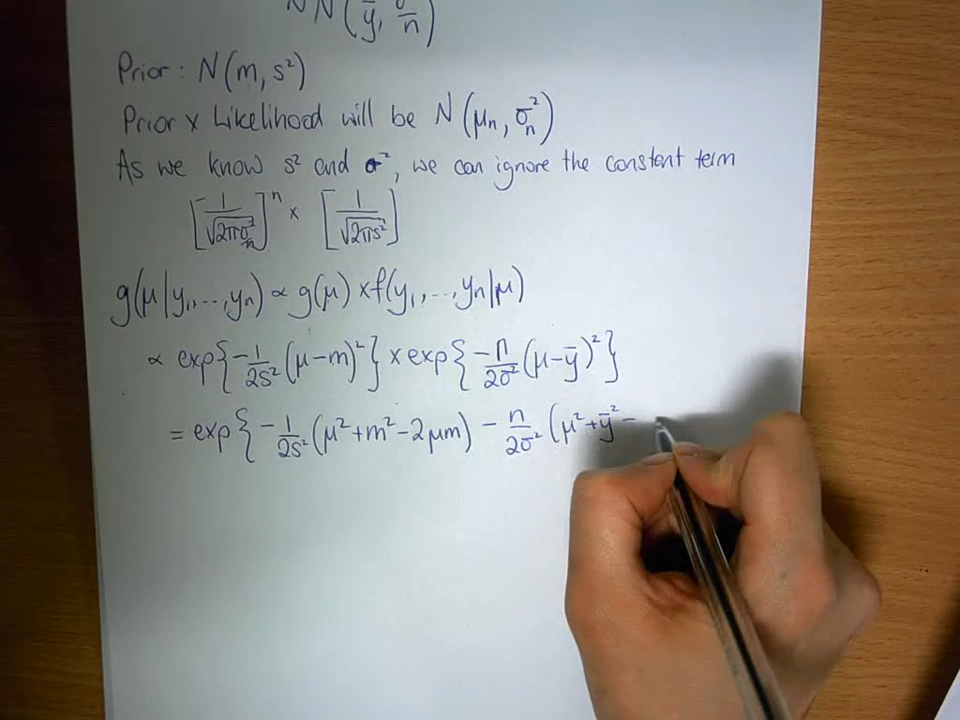 N N(ȳ, σ/n)
Prior : N(m, s²)
Prior x Likelihood will be N(μn, σn²)
As we know s² and σ², we can ignore the constant term
[1/√(2πσ²/n)]ⁿ x [1/√(2πs²)]
g(μ|y1,...,yn) ∝ g(μ) x f(y1,...,yn|μ)
∝ exp{-1/2s² (μ-m)²} x exp{-n/2σ² (μ-ȳ)²}
= exp{-1/2s² (μ²+m²-2μm) - n/2σ² (μ²+ȳ² -